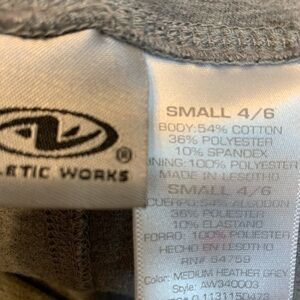 ®
LETIC WORKS
SMALL 4/6
BODY:54% COTTON
36% POLYESTER
10% SPANDEX
INING:100% POLYESTER
MADE IN LESOTHO
SMALL 4/6
CUERPO:54% ALGODON
36% POLIESTER
10% ELASTANO
FORRO: 100% POLIESTER
HECHO EN LESOTHO
RN# 64759
Color: MEDIUM HEATHER GREY
Style: AW340003